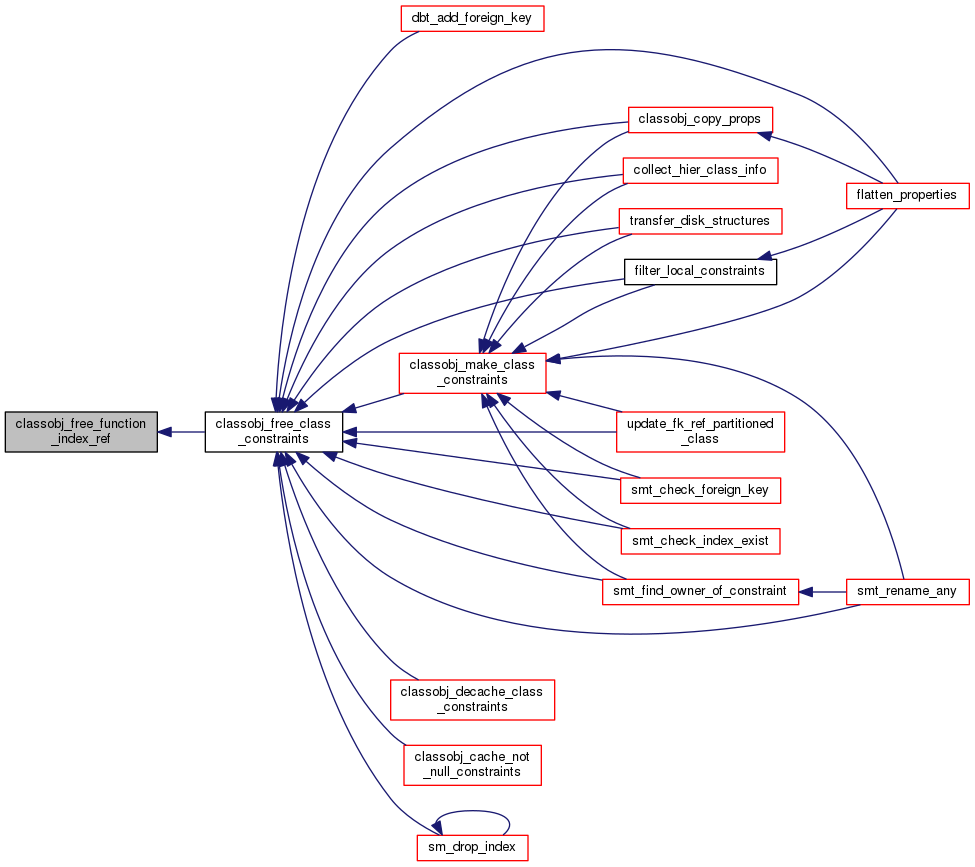 dbt_add_foreign_key
classobj_copy_props
collect_hier_class_info
flatten_properties
transfer_disk_structures
filter_local_constraints
classobj_make_class
_constraints
classobj_free_function
_index_ref
classobj_free_class
_constraints
update_fk_ref_partitioned
_class
smt_check_foreign_key
smt_check_index_exist
smt_find_owner_of_constraint
smt_rename_any
classobj_decache_class
_constraints
classobj_cache_not
_null_constraints
sm_drop_index